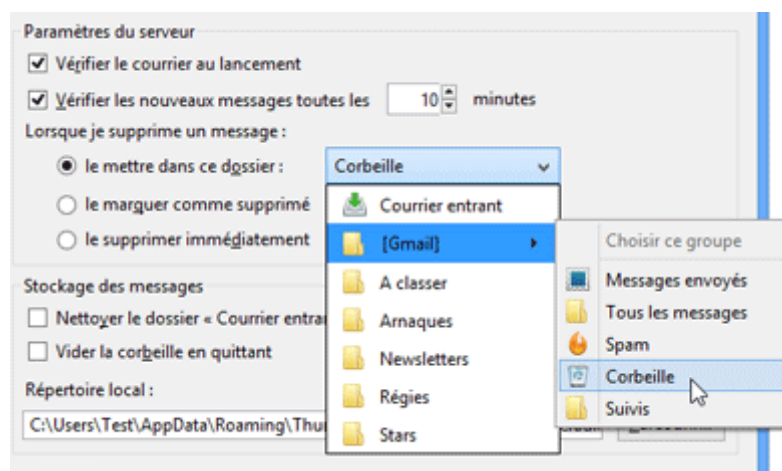 Paramètres du serveur
Vérifier le courrier au lancement
Vérifier les nouveaux messages toutes les 10 minutes
Lorsque je supprime un message :
le mettre dans ce dossier : Corbeille
le marquer comme supprimé
le supprimer immédiatement
Courrier entrant
[Gmail]
A classer
Arnaques
Newsletters
Régies
Stars
Choisir ce groupe
Messages envoyés
Tous les messages
Spam
Corbeille
Suivis
Stockage des messages
Nettoyer le dossier « Courrier entra
Vider la corbeille en quittant
Répertoire local :
C:\Users\Test\AppData\Roaming\Thu